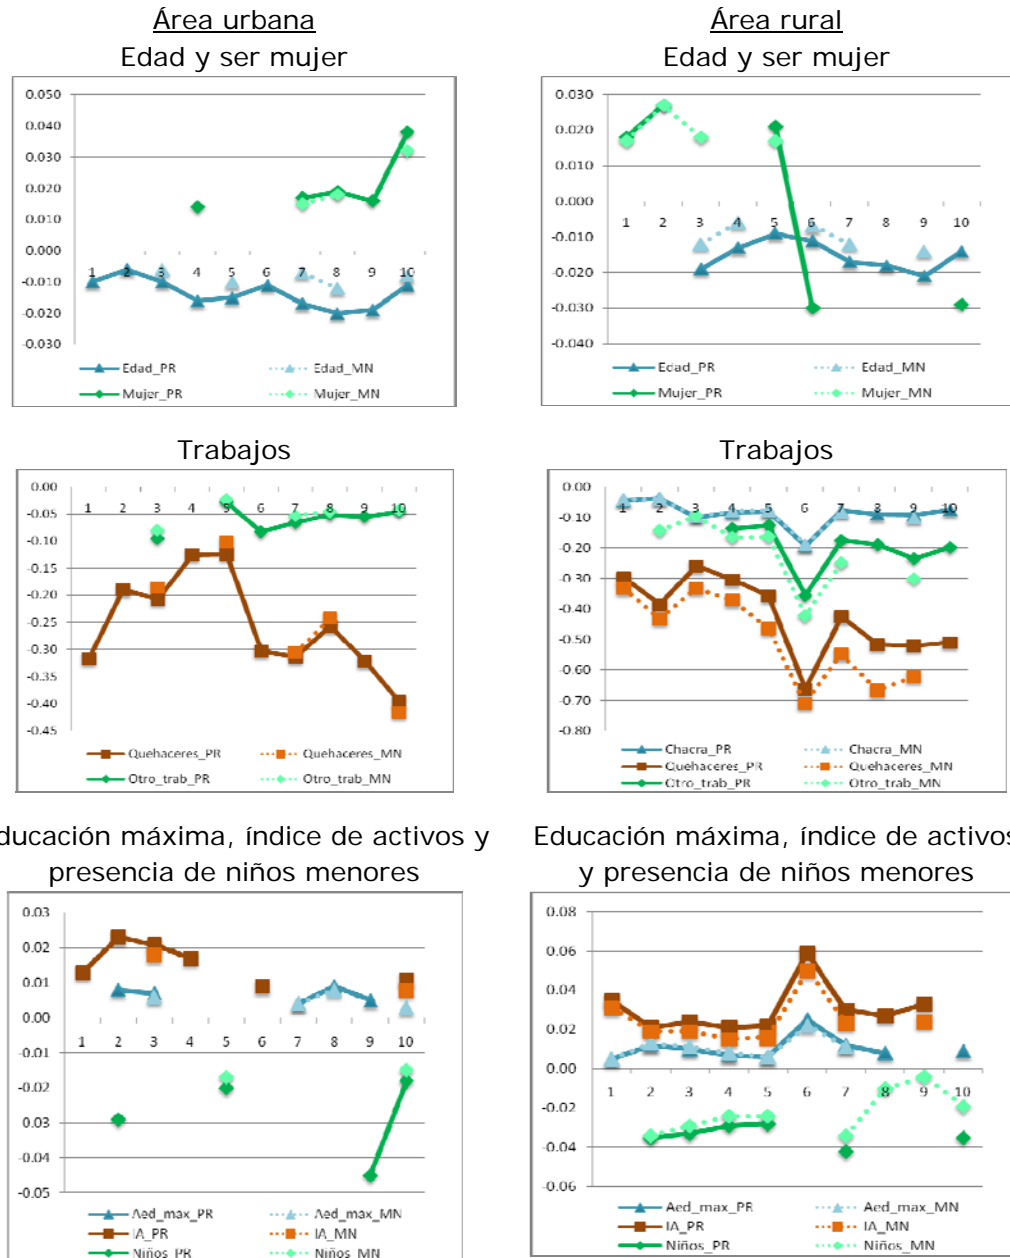 Área urbana
Edad y ser mujer
0.050
0.040
0.030
0.020
0.010
0.000
-0.010
-0.020
-0.030
1 2 3 4 5 6 7 8 9 10
Edad_PR Edad_MN
Mujer_PR Mujer_MN
Área rural
Edad y ser mujer
0.030
0.020
0.010
0.000
-0.010
-0.020
-0.030
-0.040
1 2 3 4 5 6 7 8 9 10
Edad_PR Edad_MN
Mujer_PR Mujer_MN
Trabajos
0.00
-0.05
-0.10
-0.15
-0.20
-0.25
-0.30
-0.35
-0.40
-0.45
1 2 3 4 5 6 7 8 9 10
Quehaceres_PR Quehaceres_MN
Otro_trab_PR Otro_trab_MN
Trabajos
0.00
-0.10
-0.20
-0.30
-0.40
-0.50
-0.60
-0.70
-0.80
1 2 3 4 5 6 7 8 9 10
Chacra_PR Chacra_MN
Quehaceres_PR Quehaceres_MN
Otro_trab_PR Otro_trab_MN
ducación máxima, índice de activos y
presencia de niños menores
0.03
0.02
0.01
0.00
-0.01
-0.02
-0.03
-0.04
-0.05
1 2 3 4 5 6 7 8 9 10
Aed_max_PR Aed_max_MN
IA_PR IA_MN
Niños_PR Niños_MN
Educación máxima, índice de activos
y presencia de niños menores
0.08
0.06
0.04
0.02
0.00
-0.02
-0.04
-0.06
1 2 3 4 5 6 7 8 9 10
Aed_max_PR Aed_max_MN
IA_PR IA_MN
Niños_PR Niños_MN